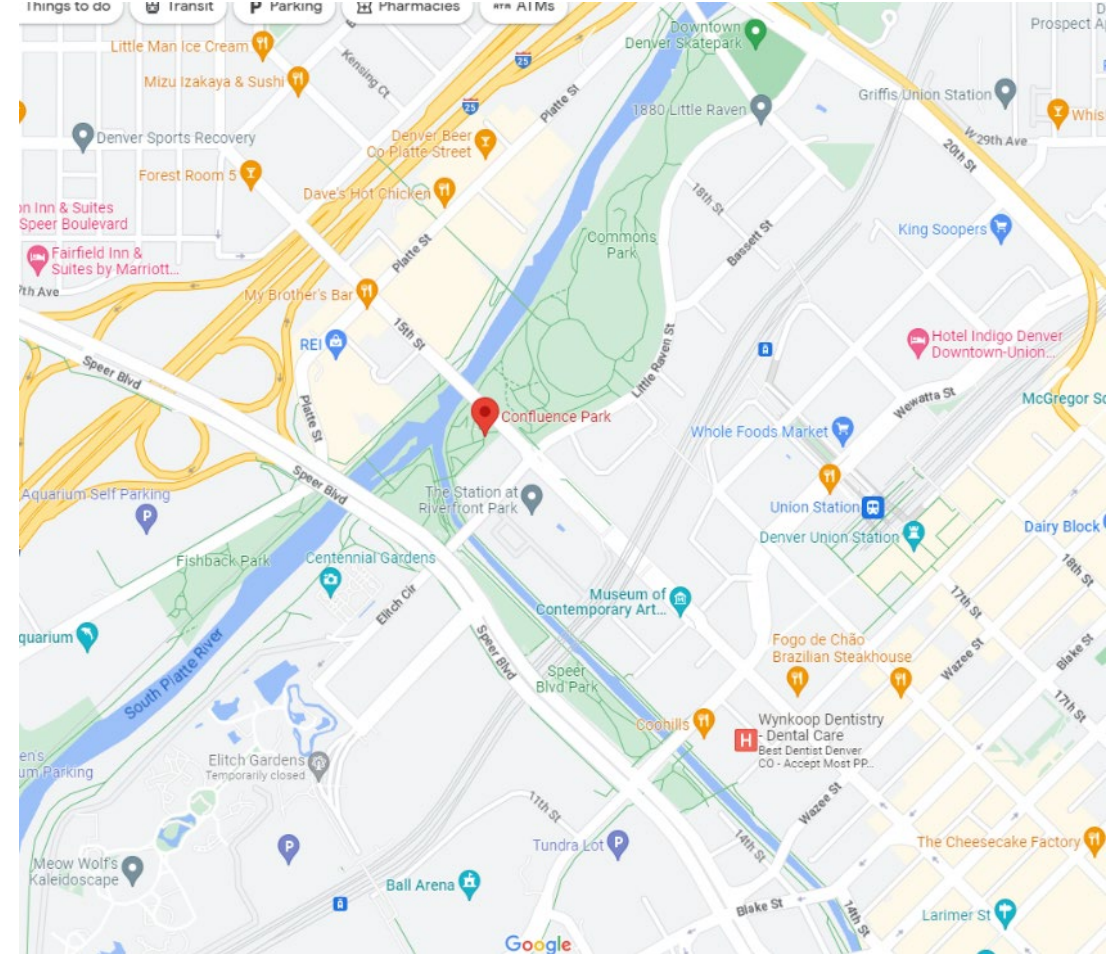 Things to do
Transit
Parking
Pharmacies
ATMs
Downtown
Denver Skatepark
Prospect
Little Man Ice Cream
Kensing Ct
25
Mizu Izakaya & Sushi
25
Platte St
1880 Little Raven
Griffis Union Station
W 29th Ave
20th St
Denver Sports Recovery
Denver Beer
Co Platte Street
Forest Room 5
Dave's Hot Chicken
18th St
Inn & Suites
Speer Boulevard
Commons
Park
Bassett St
King Soopers
Fairfield Inn &
Suites by Marriott...
Platte St
My Brother's Bar
15th St
REI
Little Raven St
Hotel Indigo Denver
Downtown-Union...
Speer Blvd
Platte St
Confluence Park
Wewatta St
McGregor
Whole Foods Market
Speer Blvd
Aquarium Self Parking
The Station at
Riverfront Park
Union Station
Denver Union Station
Dairy Block
Fishback Park
Centennial Gardens
Elitch Cir
18th St
17th St
Museum of
Contemporary Art...
South Platte River
Speer Blvd
Fogo de Chão
Brazilian Steakhouse
Wazee St
Blake St
Speer
Blvd Park
17th St
Coohills
H
Wynkoop Dentistry
- Dental Care
Best Dentist Denver
CO - Accept Most PP...
Elitch Gardens
Temporarily closed
Parking
11th St
Wazee St
Tundra Lot
14th St
The Cheesecake Factory
Meow Wolf's
Kaleidoscope
Ball Arena
Blake St
14th St
Larimer St
Google